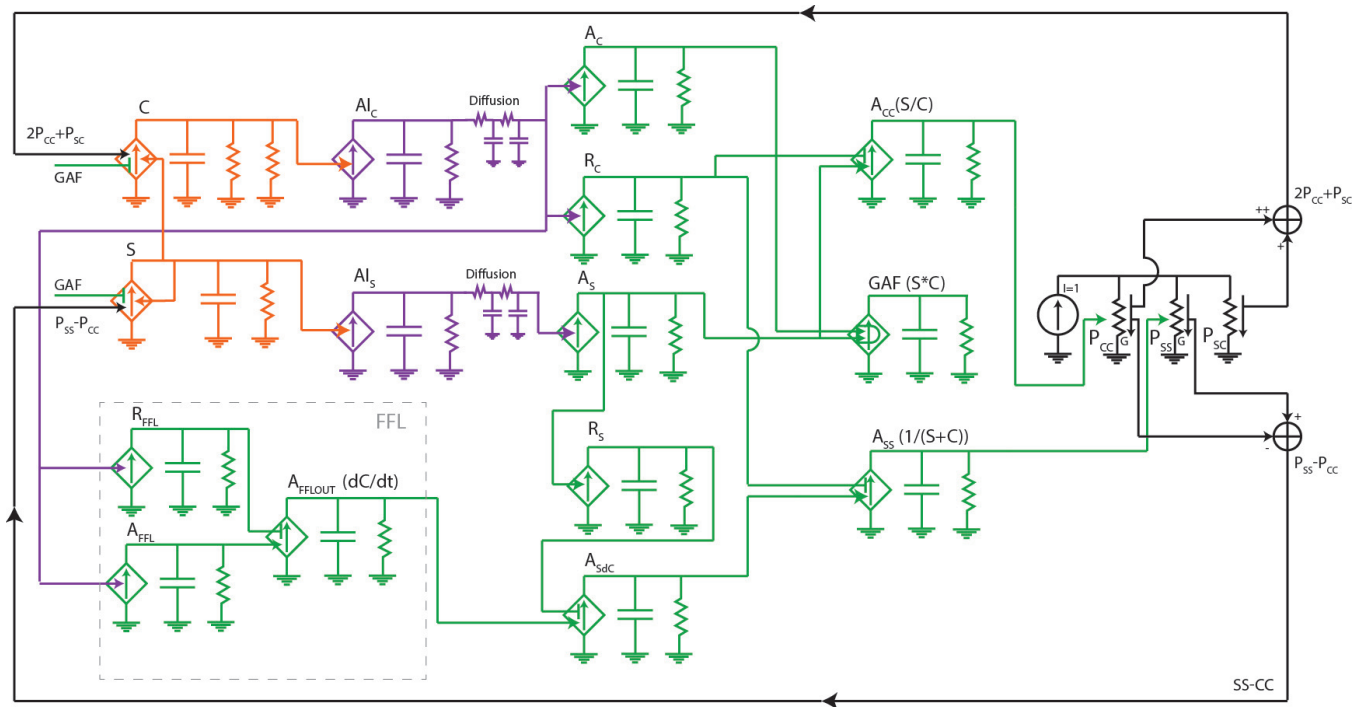 A_C
C
AI_C
Diffusion
A_CC (S/C)
2P_CC+P_SC
GAF
R_C
2P_CC+P_SC
++
+
S
AI_S
Diffusion
A_S
GAF (S*C)
I=1
GAF
P_SS-P_CC
P_CC
G
P_SS
G
P_SC
R_FFL
FFL
R_S
A_SS (1/(S+C))
+
-
P_SS-P_CC
A_FFLOUT (dC/dt)
A_FFL
A_SdC
SS-CC